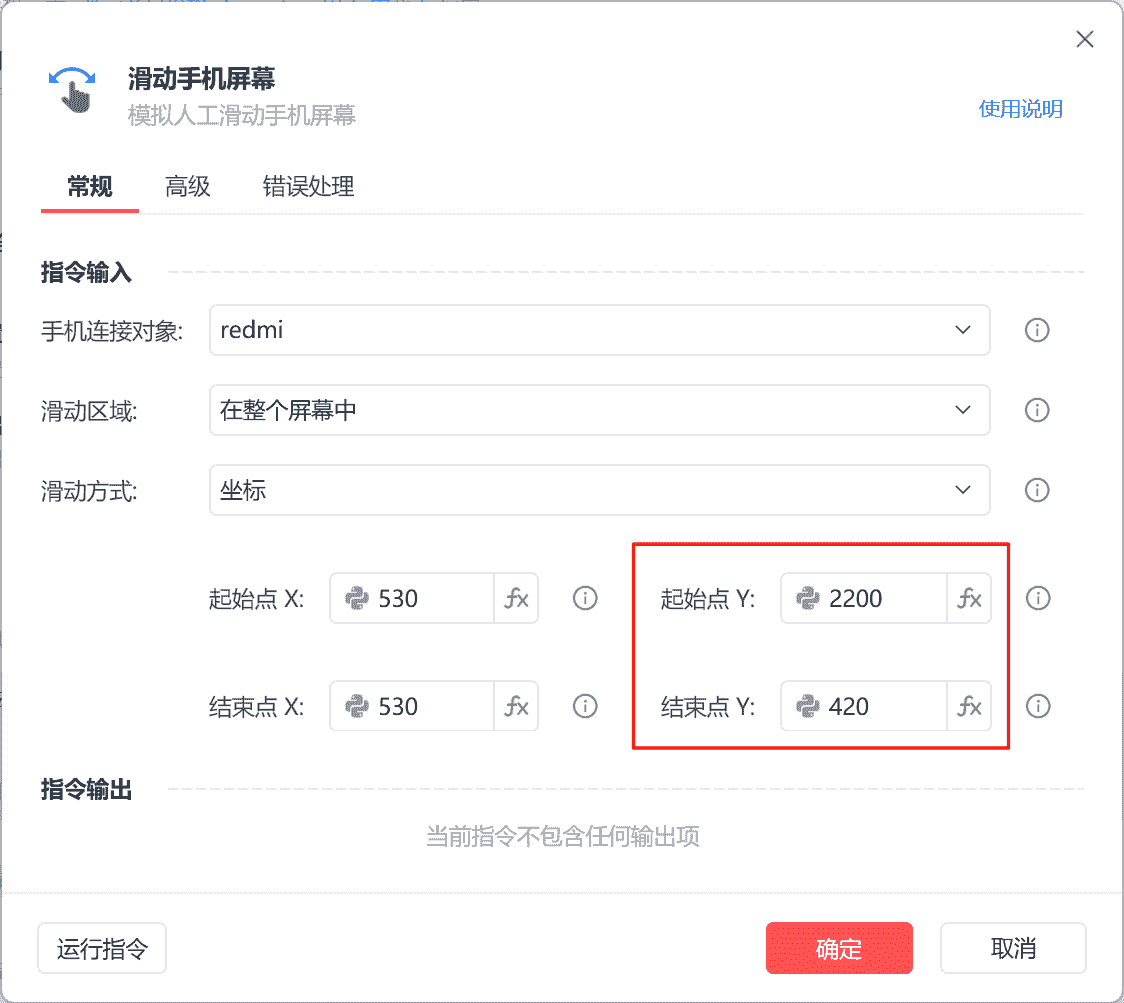 滑动手机屏幕
模拟人工滑动手机屏幕
使用说明
常规 高级 错误处理
指令输入
手机连接对象: redmi
滑动区域: 在整个屏幕中
滑动方式: 坐标
起始点 X: 530 fx 起始点 Y: 2200 fx
结束点 X: 530 fx 结束点 Y: 420 fx
指令输出
当前指令不包含任何输出项
运行指令 确定 取消